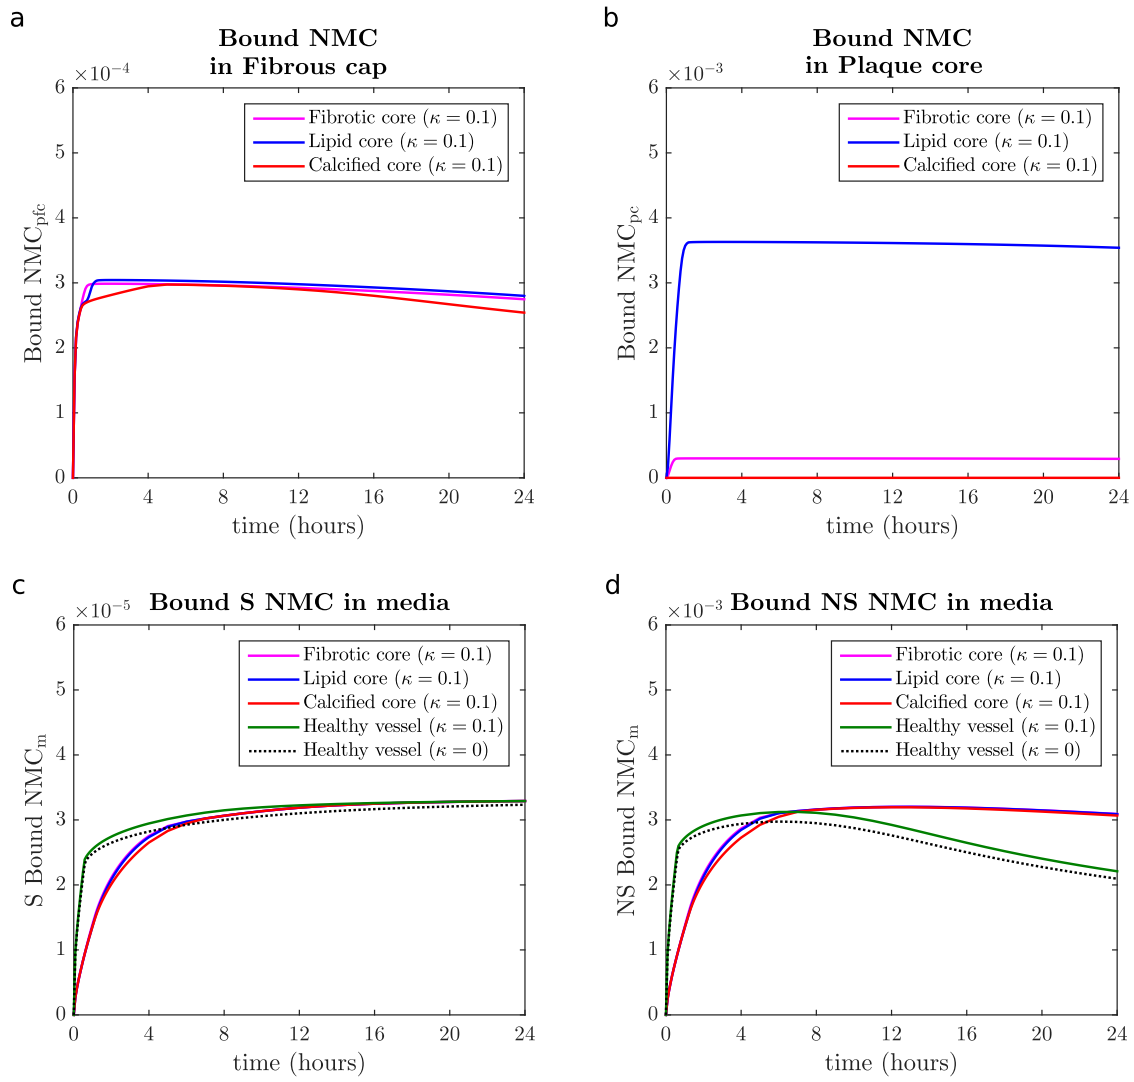 a
Bound NMC
in Fibrous cap
×10⁻⁴
6
5
4
3
2
1
0
Bound NMC_pfc
Fibrotic core (κ = 0.1)
Lipid core (κ = 0.1)
Calcified core (κ = 0.1)
0 4 8 12 16 20 24
time (hours)
b
Bound NMC
in Plaque core
×10⁻³
6
5
4
3
2
1
0
Bound NMC_pc
Fibrotic core (κ = 0.1)
Lipid core (κ = 0.1)
Calcified core (κ = 0.1)
0 4 8 12 16 20 24
time (hours)
c
Bound S NMC in media
×10⁻⁵
6
5
4
3
2
1
0
S Bound NMC_m
Fibrotic core (κ = 0.1)
Lipid core (κ = 0.1)
Calcified core (κ = 0.1)
Healthy vessel (κ = 0.1)
Healthy vessel (κ = 0)
0 4 8 12 16 20 24
time (hours)
d
Bound NS NMC in media
×10⁻³
6
5
4
3
2
1
0
NS Bound NMC_m
Fibrotic core (κ = 0.1)
Lipid core (κ = 0.1)
Calcified core (κ = 0.1)
Healthy vessel (κ = 0.1)
Healthy vessel (κ = 0)
0 4 8 12 16 20 24
time (hours)